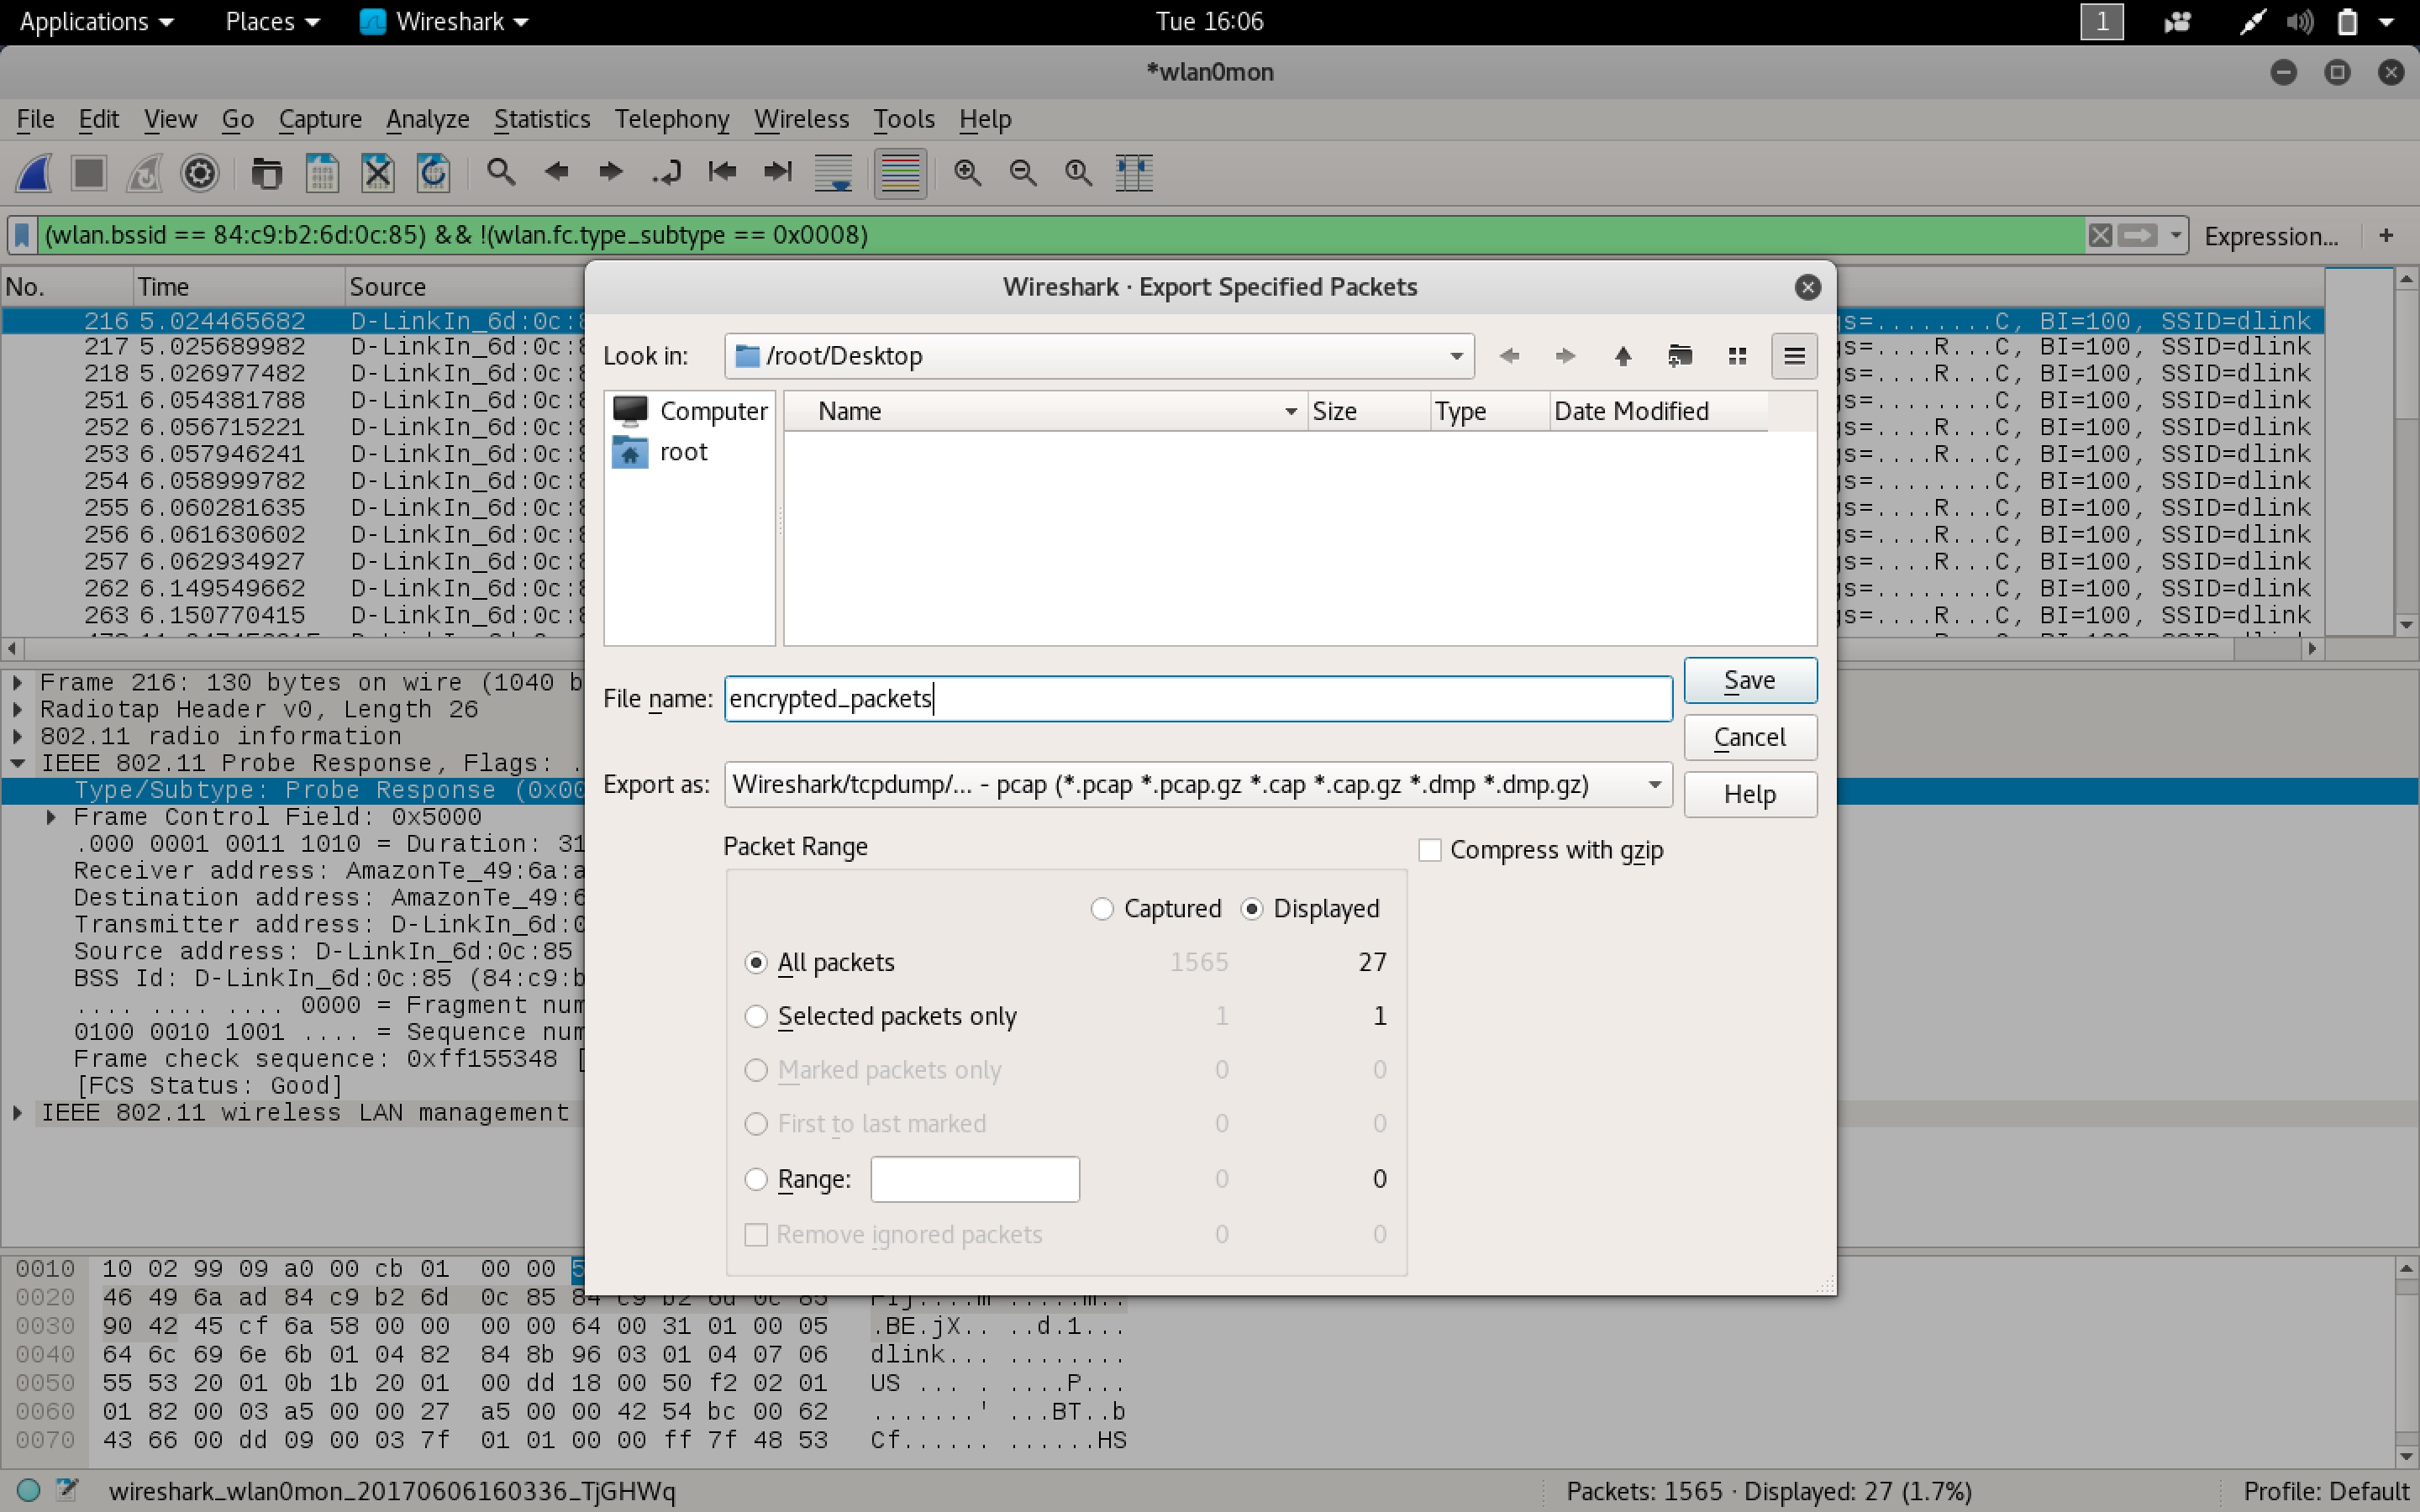 Applications Places Wireshark Tue 16:06 1
*wlan0mon
File Edit View Go Capture Analyze Statistics Telephony Wireless Tools Help
(wlan.bssid == 84:c9:b2:6d:0c:85) && !(wlan.fc.type_subtype == 0x0008) Expression... +
No. Time Source
216 5.024465682 D-LinkIn_6d:0c:8 gs=........C, BI=100, SSID=dlink
217 5.025689982 D-LinkIn_6d:0c:8 gs=....R...C, BI=100, SSID=dlink
218 5.026977482 D-LinkIn_6d:0c:8 gs=....R...C, BI=100, SSID=dlink
251 6.054381788 D-LinkIn_6d:0c:8 gs=........C, BI=100, SSID=dlink
252 6.056715221 D-LinkIn_6d:0c:8 gs=....R...C, BI=100, SSID=dlink
253 6.057946241 D-LinkIn_6d:0c:8 gs=....R...C, BI=100, SSID=dlink
254 6.058999782 D-LinkIn_6d:0c:8 gs=........C, BI=100, SSID=dlink
255 6.060281635 D-LinkIn_6d:0c:8 gs=....R...C, BI=100, SSID=dlink
256 6.061630602 D-LinkIn_6d:0c:8 gs=....R...C, BI=100, SSID=dlink
257 6.062934927 D-LinkIn_6d:0c:8 gs=....R...C, BI=100, SSID=dlink
262 6.149549662 D-LinkIn_6d:0c:8 gs=........C, BI=100, SSID=dlink
263 6.150770415 D-LinkIn_6d:0c:8 gs=....R...C, BI=100, SSID=dlink
Wireshark · Export Specified Packets
Look in: /root/Desktop
Computer
root
Name Size Type Date Modified
File name: encrypted_packets
Save
Cancel
Export as: Wireshark/tcpdump/... - pcap (*.pcap *.pcap.gz *.cap *.cap.gz *.dmp *.dmp.gz)
Help
Packet Range
Compress with gzip
Captured Displayed
All packets 1565 27
Selected packets only 1 1
Marked packets only 0 0
First to last marked 0 0
Range: 0 0
Remove ignored packets 0 0
Frame 216: 130 bytes on wire (1040 b
Radiotap Header v0, Length 26
802.11 radio information
IEEE 802.11 Probe Response, Flags: .
Type/Subtype: Probe Response (0x00
Frame Control Field: 0x5000
.000 0001 0011 1010 = Duration: 31
Receiver address: AmazonTe_49:6a:a
Destination address: AmazonTe_49:6
Transmitter address: D-LinkIn_6d:0
Source address: D-LinkIn_6d:0c:85
BSS Id: D-LinkIn_6d:0c:85 (84:c9:b
.... .... .... 0000 = Fragment num
0100 0010 1001 .... = Sequence num
Frame check sequence: 0xff155348 [
[FCS Status: Good]
IEEE 802.11 wireless LAN management
0010 10 02 99 09 a0 00 cb 01 00 00 5
0020 46 49 6a ad 84 c9 b2 6d 0c 85 84 c9 b2 6d 0c 85 FIj....m .....m..
0030 90 42 45 cf 6a 58 00 00 00 00 64 00 31 01 00 05 .BE.jX.. ..d.1...
0040 64 6c 69 6e 6b 01 04 82 84 8b 96 03 01 04 07 06 dlink... ........
0050 55 53 20 01 0b 1b 20 01 00 dd 18 00 50 f2 02 01 US ... . ....P...
0060 01 82 00 03 a5 00 00 27 a5 00 00 42 54 bc 00 62 .......' ...BT..b
0070 43 66 00 dd 09 00 03 7f 01 01 00 00 ff 7f 48 53 Cf...... ......HS
wireshark_wlan0mon_20170606160336_TjGHWq Packets: 1565 · Displayed: 27 (1.7%) Profile: Default